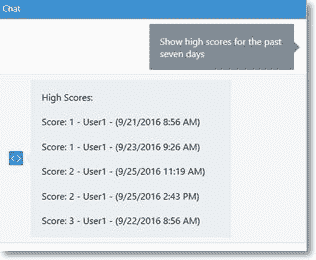 Chat
Show high scores for the past
seven days
High Scores:
Score: 1 - User1 - (9/21/2016 8:56 AM)
Score: 1 - User1 - (9/23/2016 9:26 AM)
Score: 2 - User1 - (9/25/2016 11:19 AM)
Score: 2 - User1 - (9/25/2016 2:43 PM)
Score: 3 - User1 - (9/22/2016 8:56 AM)